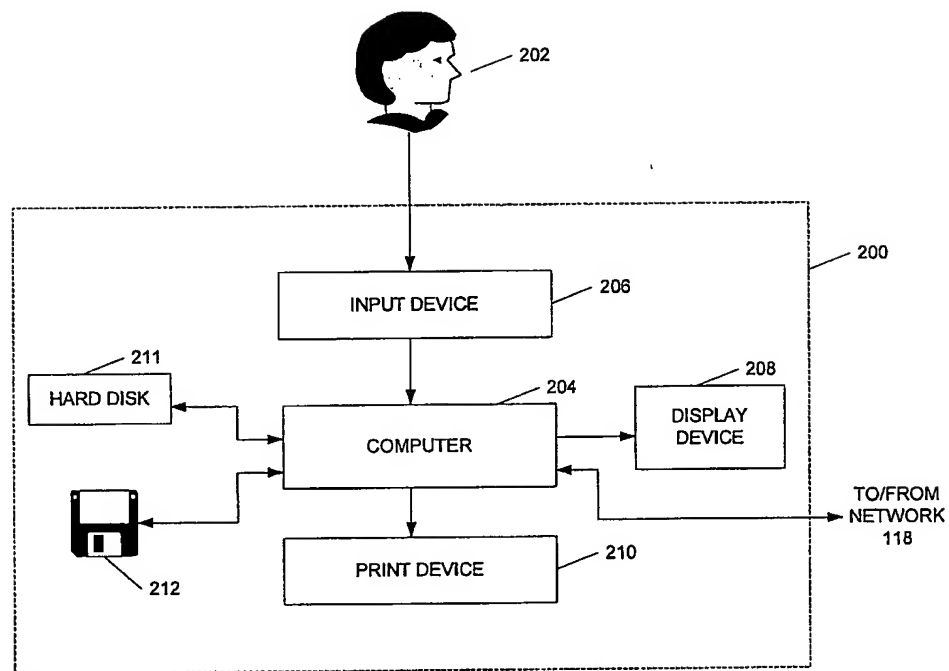 202
200
INPUT DEVICE
206
211
HARD DISK
204
208
COMPUTER
DISPLAY
DEVICE
TO/FROM
NETWORK
118
212
PRINT DEVICE
210